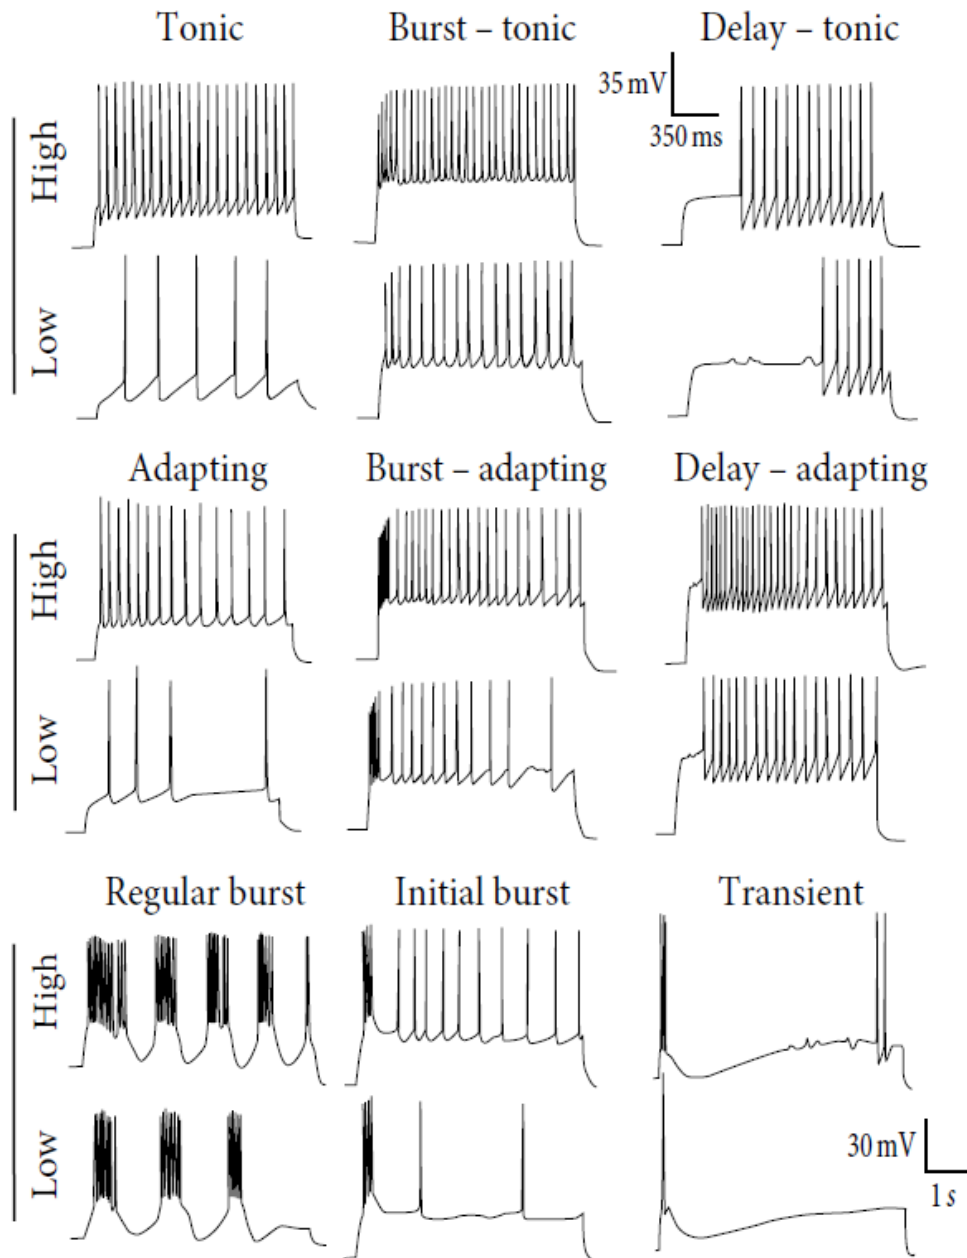 Tonic
Burst – tonic
Delay – tonic
35 mV
350 ms
High
Low
Adapting
Burst – adapting
Delay – adapting
High
Low
Regular burst
Initial burst
Transient
High
Low
30 mV
1 s